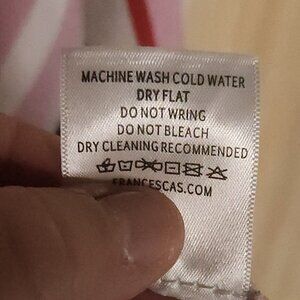 MACHINE WASH COLD WATER
DRY FLAT
DO NOT WRING
DO NOT BLEACH
DRY CLEANING RECOMMENDED
FRANCESCAS.COM